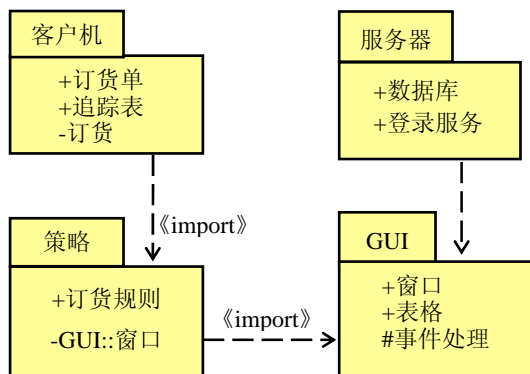 客户机
+订货单
+追踪表
-订货
服务器
+数据库
+登录服务
《import》
策略
+订货规则
-GUI::窗口
《import》
GUI
+窗口
+表格
#事件处理